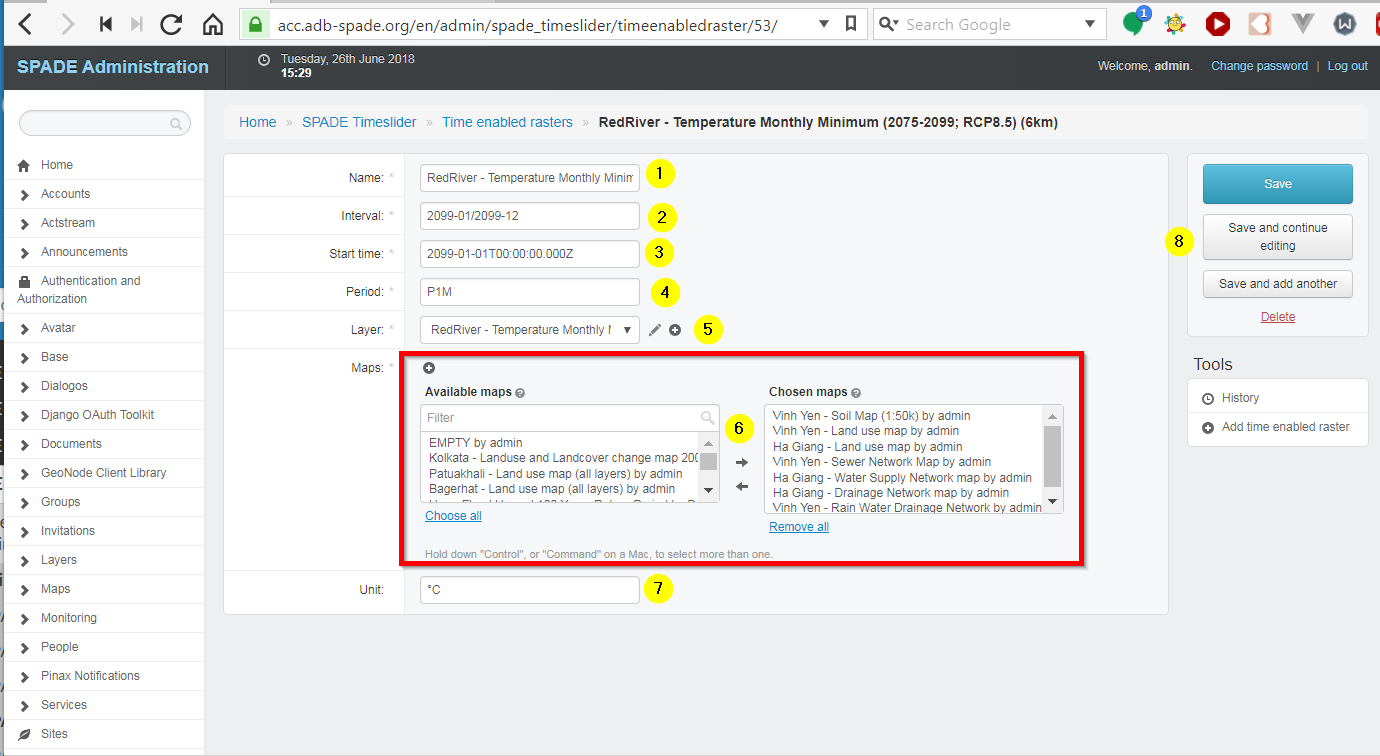 acc.adb-spade.org/en/admin/spade_timeslider/timeenabledraster/53/
Search Google
1
SPADE Administration
Tuesday, 26th June 2018
15:29
Welcome, admin. Change password | Log out
Home » SPADE Timeslider » Time enabled rasters » RedRiver - Temperature Monthly Minimum (2075-2099; RCP8.5) (6km)
Home
Accounts
Actstream
Announcements
Authentication and
Authorization
Avatar
Base
Dialogos
Django OAuth Toolkit
Documents
GeoNode Client Library
Groups
Invitations
Layers
Maps
Monitoring
People
Pinax Notifications
Services
Sites
Name: * RedRiver - Temperature Monthly Minim 1
Interval: * 2099-01/2099-12 2
Start time: * 2099-01-01T00:00:00.000Z 3
Period: * P1M 4
Layer: * RedRiver - Temperature Monthly 5
Maps: *
Available maps
Filter
EMPTY by admin
Kolkata - Landuse and Landcover change map 200
Patuakhali - Land use map (all layers) by admin
Bagerhat - Land use map (all layers) by admin
Choose all
6
Chosen maps
Vinh Yen - Soil Map (1:50k) by admin
Vinh Yen - Land use map by admin
Ha Giang - Land use map by admin
Vinh Yen - Sewer Network Map by admin
Ha Giang - Water Supply Network map by admin
Ha Giang - Drainage Network map by admin
Vinh Yen - Rain Water Drainage Network by admin
Remove all
Hold down "Control", or "Command" on a Mac, to select more than one.
Unit: °C 7
8
Save
Save and continue
editing
Save and add another
Delete
Tools
History
Add time enabled raster